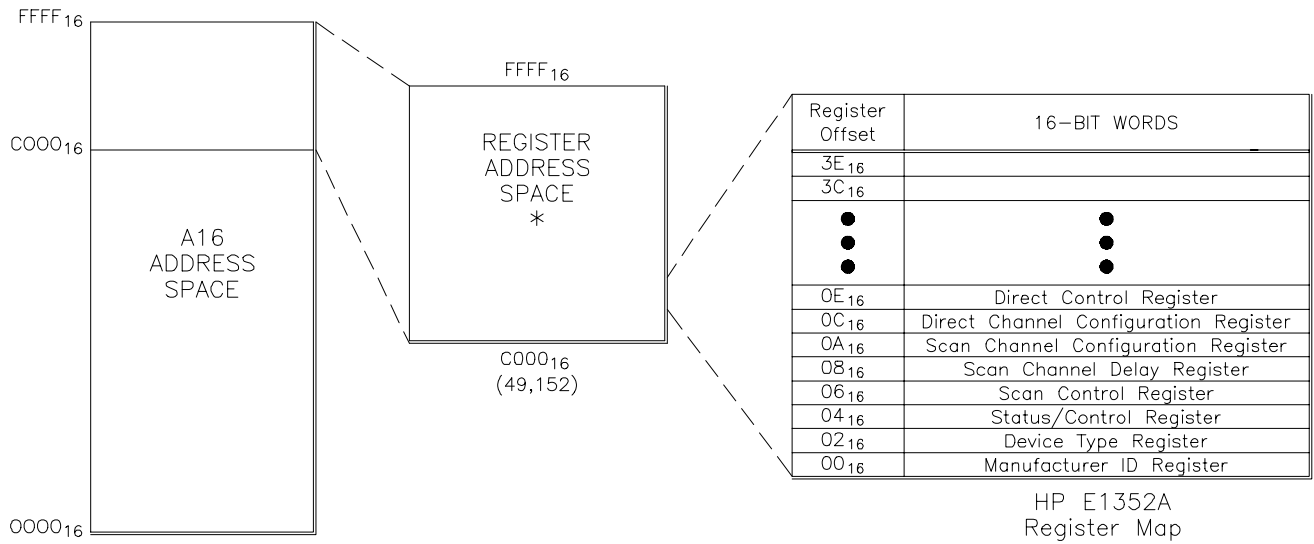 FFFF16
C00016
A16
ADDRESS
SPACE
000016
FFFF16
REGISTER
ADDRESS
SPACE
*
C00016
(49,152)
Register Offset 16-BIT WORDS
3E16
3C16
0E16 Direct Control Register
0C16 Direct Channel Configuration Register
0A16 Scan Channel Configuration Register
0816 Scan Channel Delay Register
0616 Scan Control Register
0416 Status/Control Register
0216 Device Type Register
0016 Manufacturer ID Register
HP E1352A
Register Map